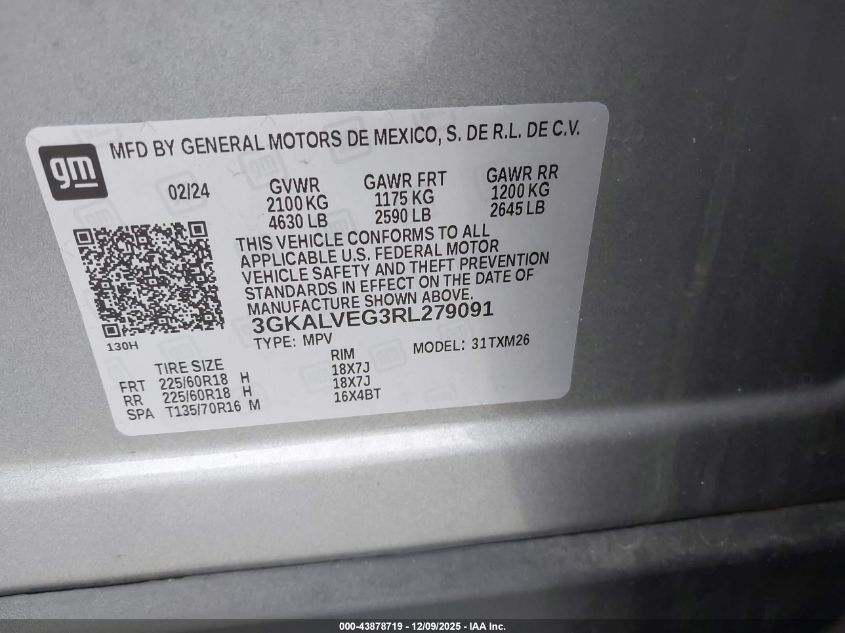 gm
MFD BY GENERAL MOTORS DE MEXICO, S. DE R.L. DE C.V.
02/24
GVWR
2100 KG
4630 LB
GAWR FRT
1175 KG
2590 LB
GAWR RR
1200 KG
2645 LB
THIS VEHICLE CONFORMS TO ALL
APPLICABLE U.S. FEDERAL MOTOR
VEHICLE SAFETY AND THEFT PREVENTION
STANDARDS IN EFFECT ON THE DATE OF
MANUFACTURE SHOWN ABOVE.
3GKALVEG3RL279091
130H
TYPE: MPV
MODEL: 31TXM26
TIRE SIZE RIM
FRT 225/60R18 H 18X7J
RR 225/60R18 H 18X7J
SPA T135/70R16 M 16X4BT
000-43878719 - 12/09/2025 - IAA Inc.